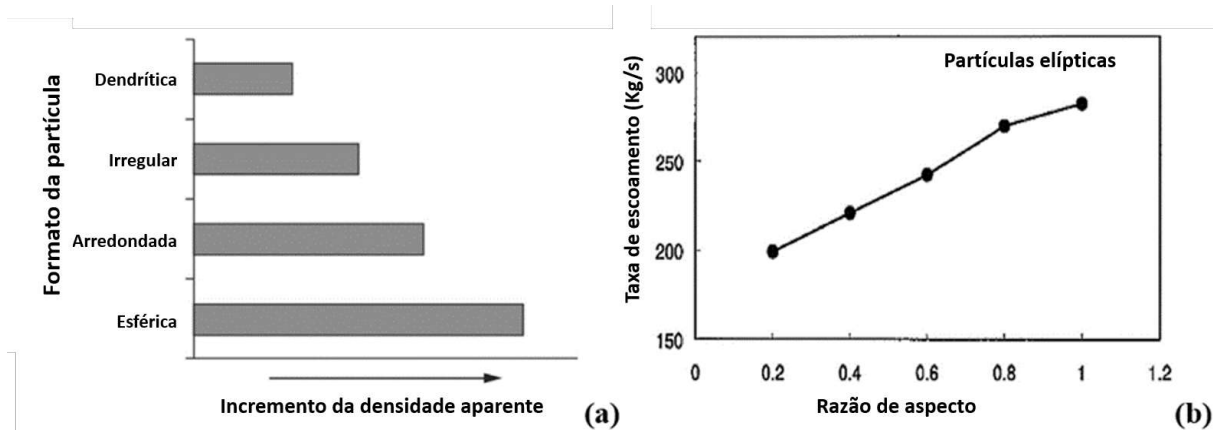 Formato da partícula
Dendrítica
Irregular
Arredondada
Esférica
Incremento da densidade aparente
(a)
Taxa de escoamento (Kg/s)
300
250
200
150
Partículas elípticas
0 0.2 0.4 0.6 0.8 1 1.2
Razão de aspecto
(b)